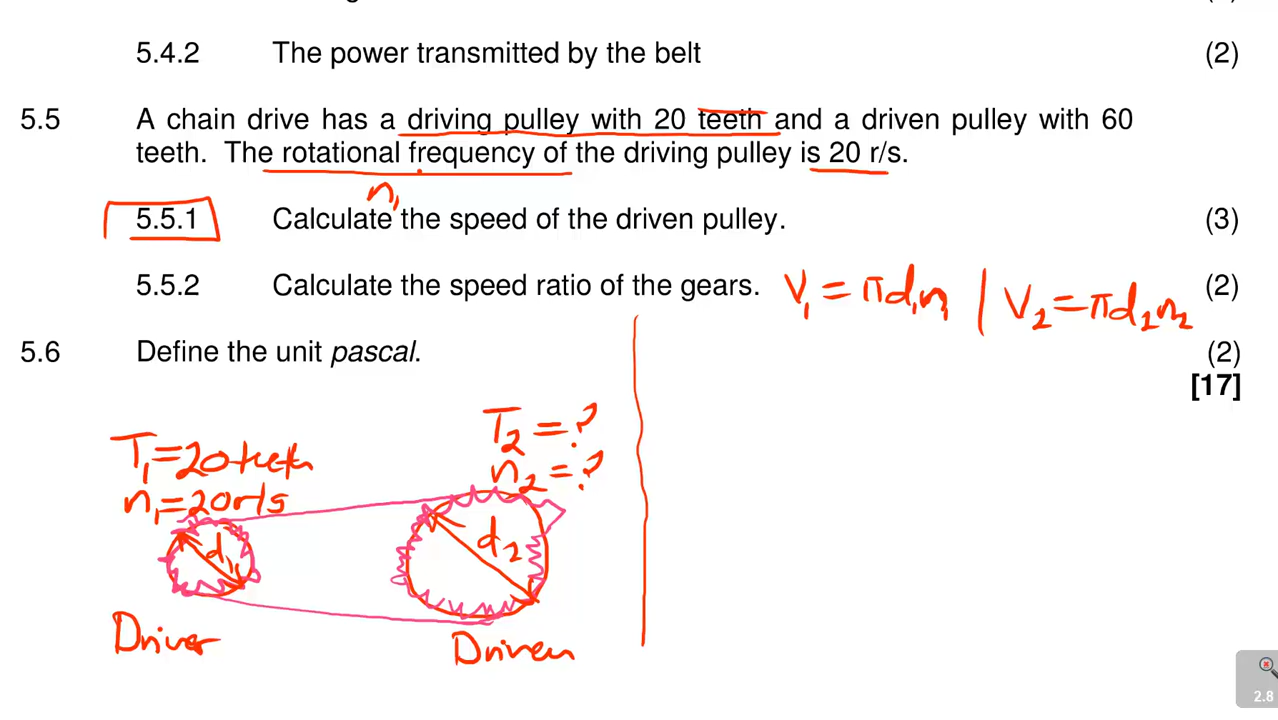 5.4.2 The power transmitted by the belt (2)
5.5 A chain drive has a driving pulley with 20 teeth and a driven pulley with 60
teeth. The rotational frequency of the driving pulley is 20 r/s.
n₁
5.5.1 Calculate the speed of the driven pulley. (3)
5.5.2 Calculate the speed ratio of the gears. (2)
V₁ = πd₁n₁ | V₂ = πd₂n₂
5.6 Define the unit pascal. (2)
[17]
T₁ = 20 teeth
n₁ = 20 r/s
T₂ = ?
n₂ = ?
d₁
d₂
Driver
Driven
2.8